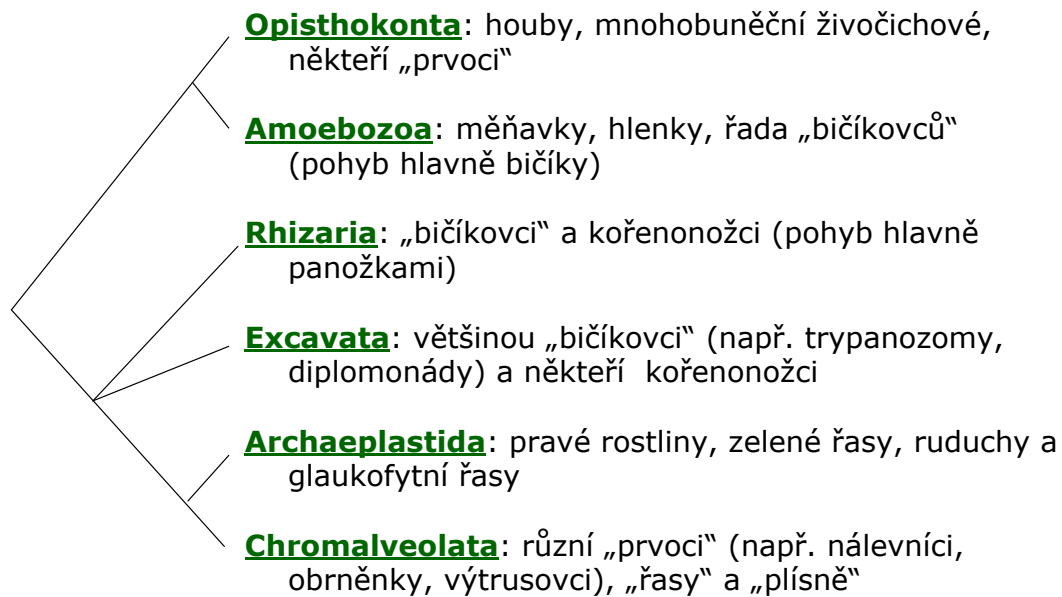 Opisthokonta: houby, mnohobuněční živočichové,
někteří „prvoci“
Amoebozoa: měňavky, hlenky, řada „bičíkovců“
(pohyb hlavně bičíky)
Rhizaria: „bičíkovci“ a kořenonožci (pohyb hlavně
panožkami)
Excavata: většinou „bičíkovci“ (např. trypanozomy,
diplomonády) a někteří kořenonožci
Archaeplastida: pravé rostliny, zelené řasy, ruduchy a
glaukofytní řasy
Chromalveolata: různí „prvoci“ (např. nálevníci,
obrněnky, výtrusovci), „řasy“ a „plísně“